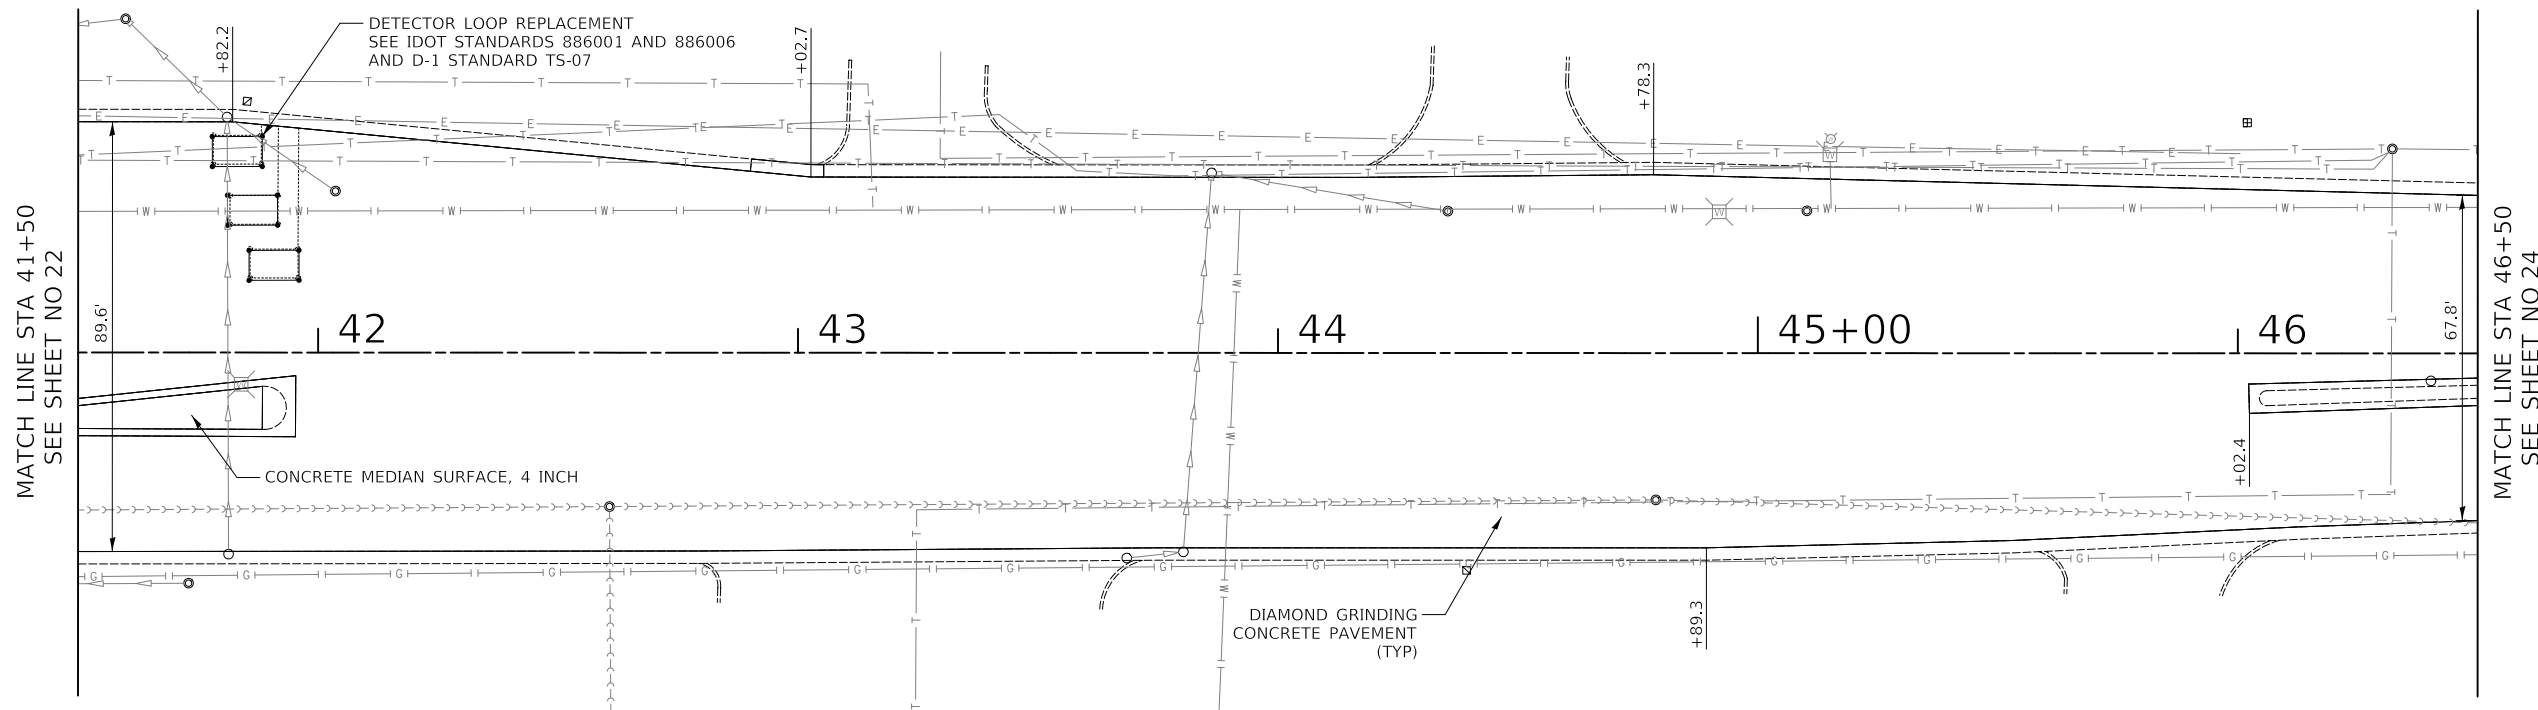 DETECTOR LOOP REPLACEMENT
SEE IDOT STANDARDS 886001 AND 886006
AND D-1 STANDARD TS-07
+82.2
+02.7
+78.3
MATCH LINE STA 41+50
SEE SHEET NO 22
89.6'
42
43
44
45+00
46
67.8'
MATCH LINE STA 46+50
SEE SHEET NO 24
CONCRETE MEDIAN SURFACE, 4 INCH
+02.4
DIAMOND GRINDING
CONCRETE PAVEMENT
(TYP)
+89.3